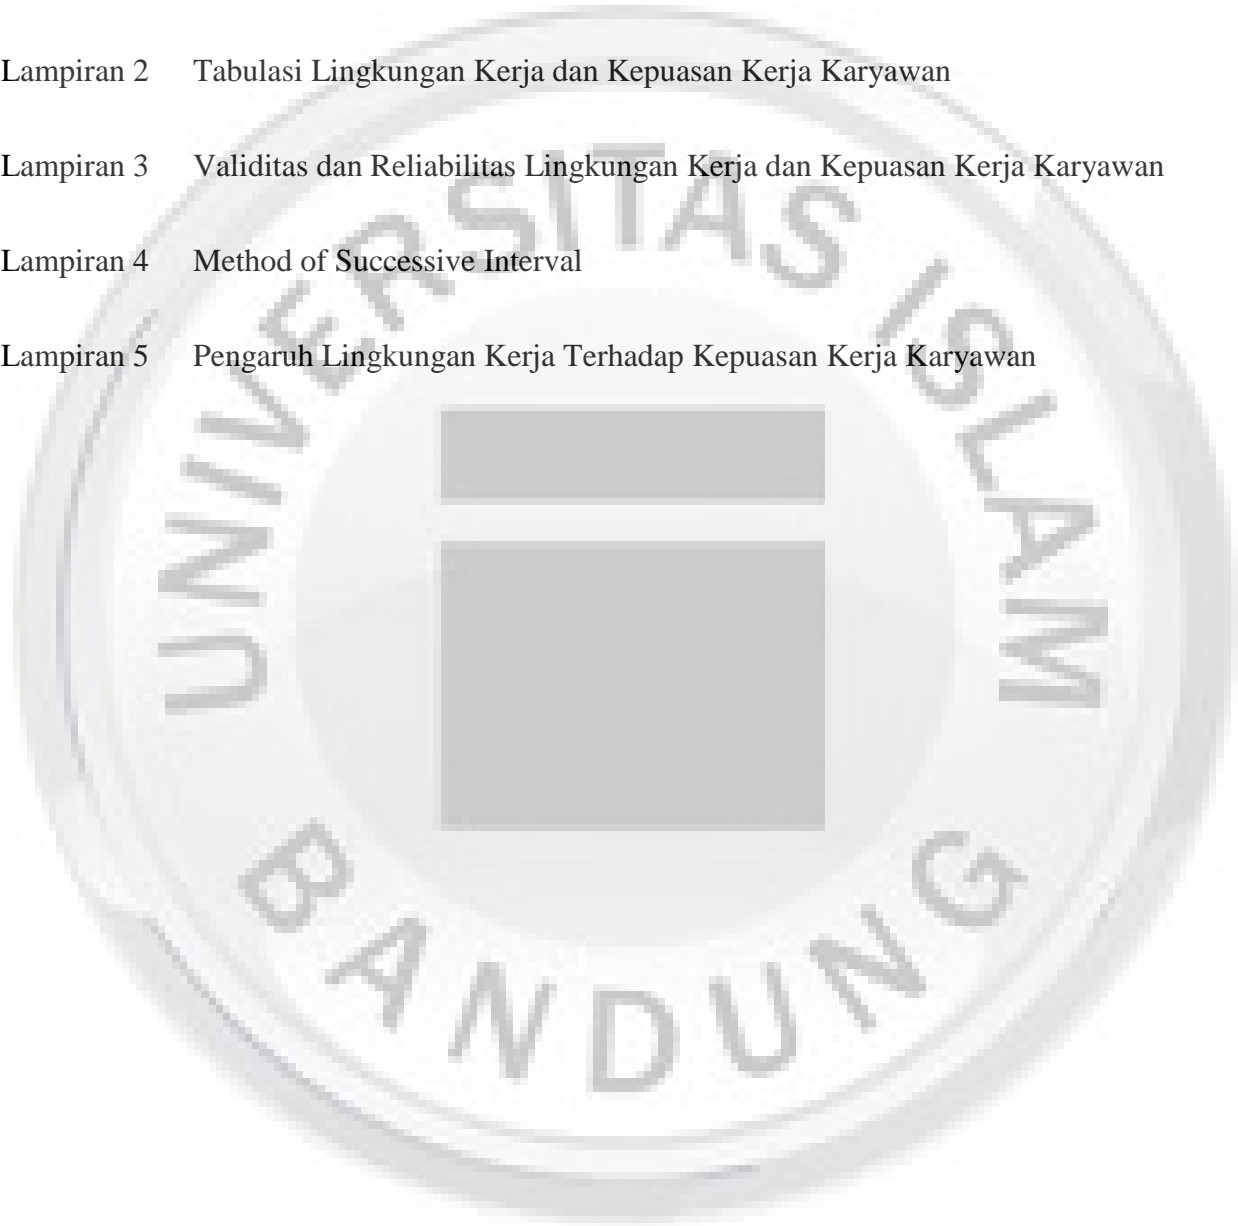 Lampiran 2 Tabulasi Lingkungan Kerja dan Kepuasan Kerja Karyawan
Lampiran 3 Validitas dan Reliabilitas Lingkungan Kerja dan Kepuasan Kerja Karyawan
Lampiran 4 Method of Successive Interval
Lampiran 5 Pengaruh Lingkungan Kerja Terhadap Kepuasan Kerja Karyawan
UNIVERSITAS ISLAM
BANDUNG